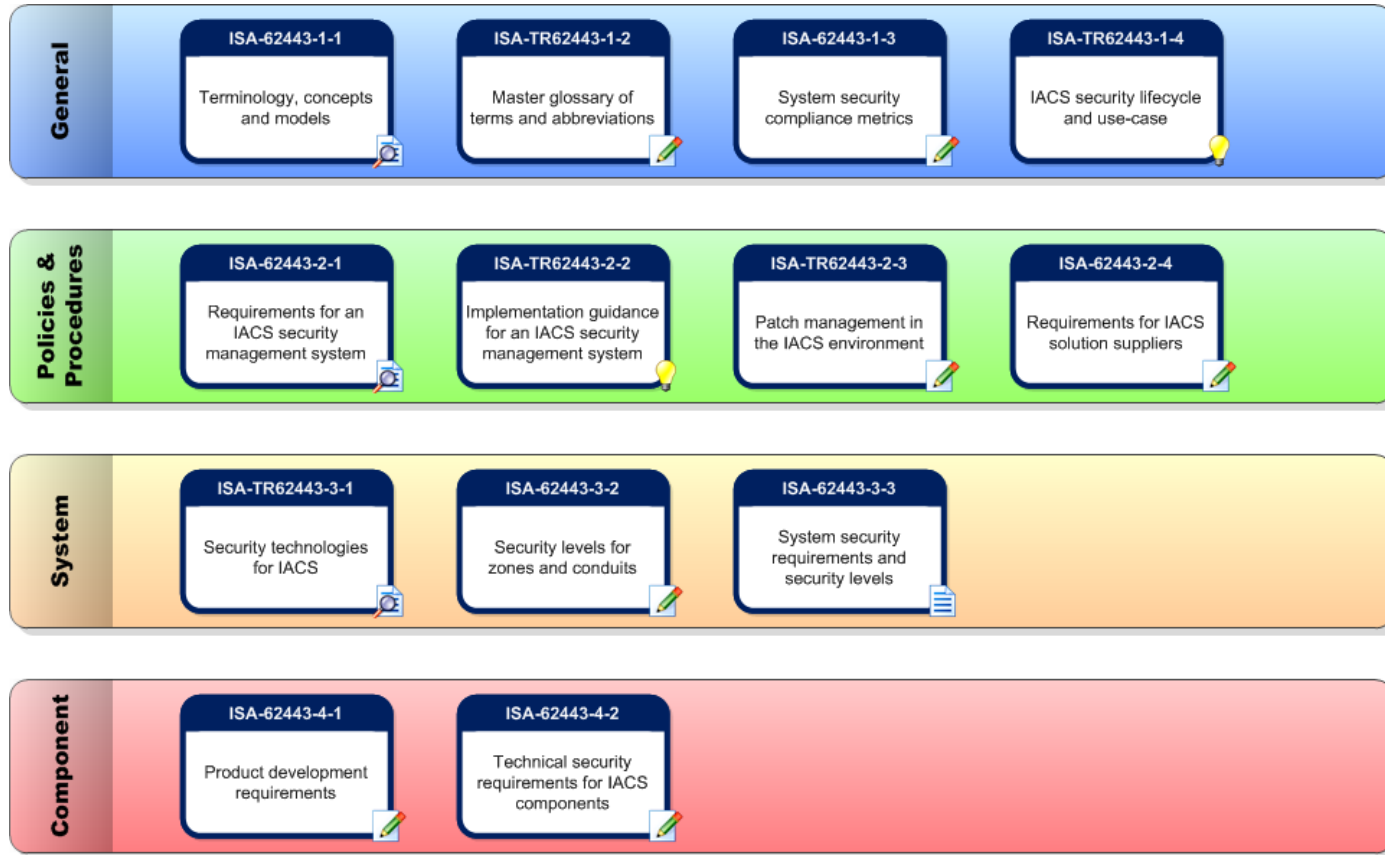 General
ISA-62443-1-1
Terminology, concepts
and models
ISA-TR62443-1-2
Master glossary of
terms and abbreviations
ISA-62443-1-3
System security
compliance metrics
ISA-TR62443-1-4
IACS security lifecycle
and use-case
Policies &
Procedures
ISA-62443-2-1
Requirements for an
IACS security
management system
ISA-TR62443-2-2
Implementation guidance
for an IACS security
management system
ISA-TR62443-2-3
Patch management in
the IACS environment
ISA-62443-2-4
Requirements for IACS
solution suppliers
System
ISA-TR62443-3-1
Security technologies
for IACS
ISA-62443-3-2
Security levels for
zones and conduits
ISA-62443-3-3
System security
requirements and
security levels
Component
ISA-62443-4-1
Product development
requirements
ISA-62443-4-2
Technical security
requirements for IACS
components